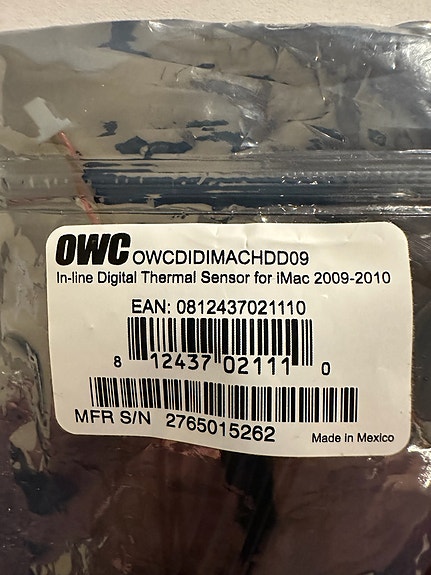 OWC OWCDIDIMACHDD09
In-line Digital Thermal Sensor for iMac 2009-2010
EAN: 0812437021110
8 12437 02111 0
MFR S/N 2765015262
Made in Mexico